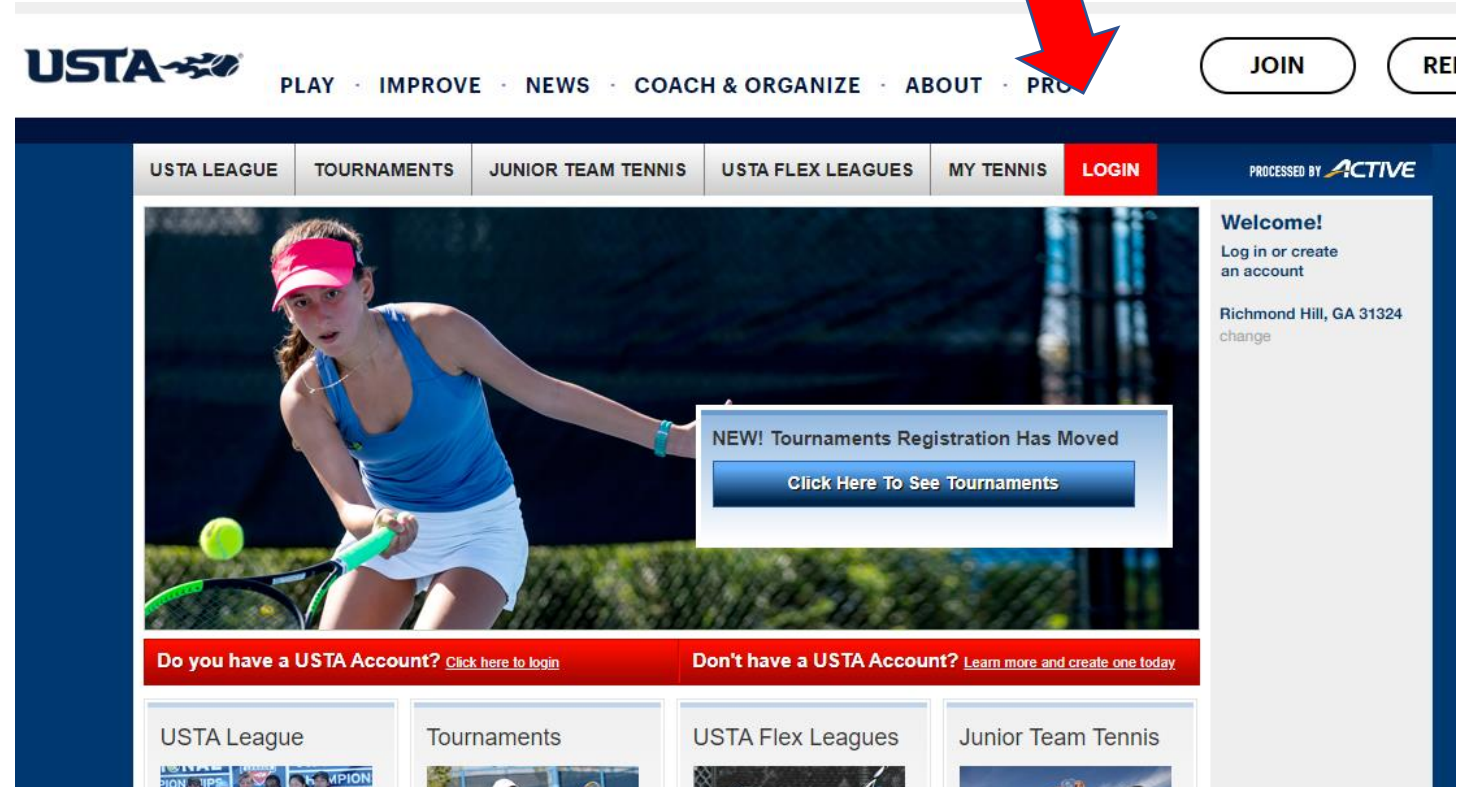 USTA
PLAY · IMPROVE · NEWS · COACH & ORGANIZE · ABOUT ·
JOIN
USTA LEAGUE
TOURNAMENTS
JUNIOR TEAM TENNIS
USTA FLEX LEAGUES
MY TENNIS
LOGIN
PROCESSED BY ACTIVE
Welcome!
Log in or create
an account
Richmond Hill, GA 31324
change
NEW! Tournaments Registration Has Moved
Click Here To See Tournaments
Do you have a USTA Account? Click here to login
Don't have a USTA Account? Learn more and create one today
USTA League
Tournaments
USTA Flex Leagues
Junior Team Tennis